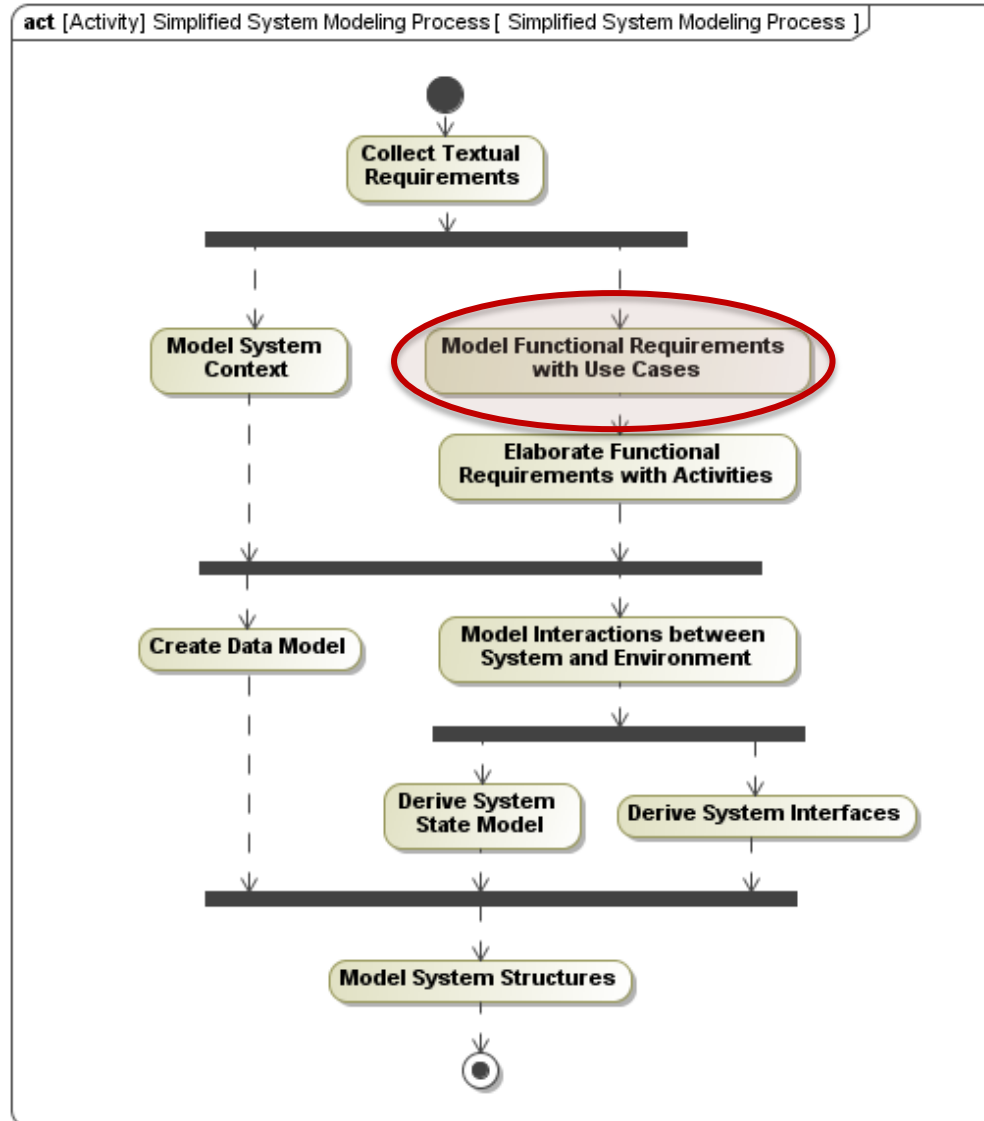 act [Activity] Simplified System Modeling Process [ Simplified System Modeling Process ]
Collect Textual
Requirements
Model System
Context
Model Functional Requirements
with Use Cases
Elaborate Functional
Requirements with Activities
Create Data Model
Model Interactions between
System and Environment
Derive System
State Model
Derive System Interfaces
Model System Structures